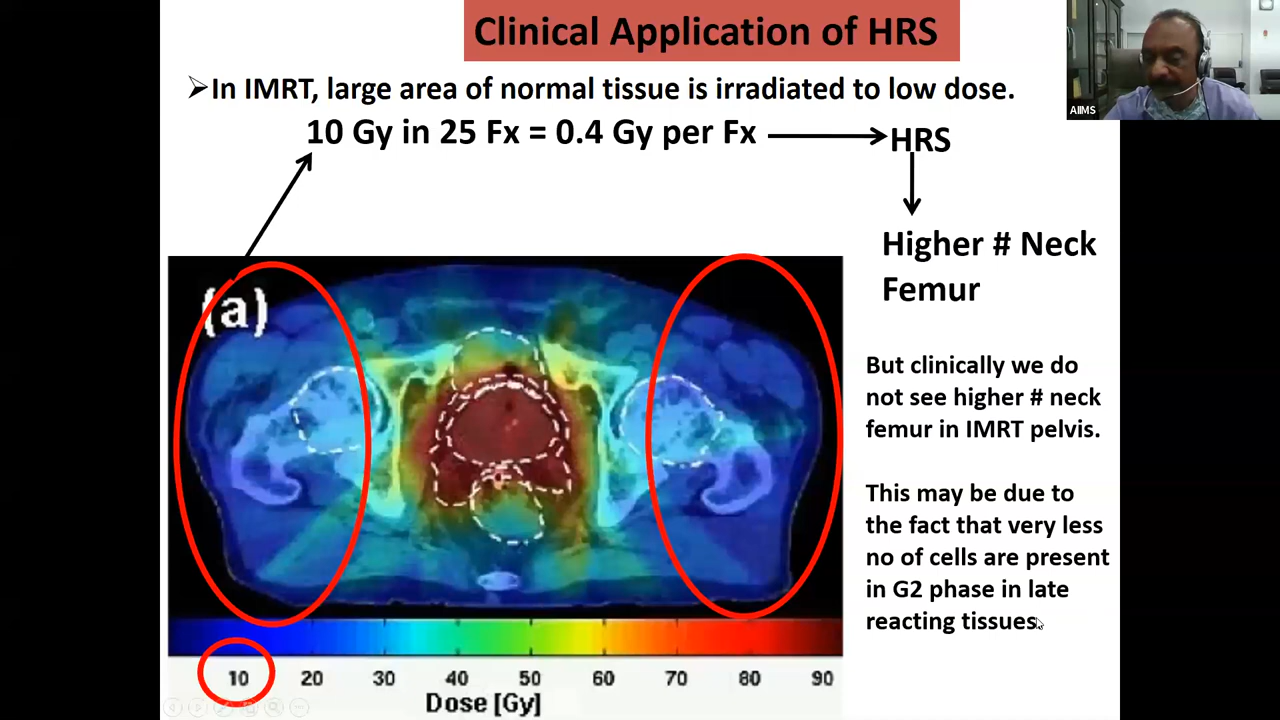 Clinical Application of HRS
AIIMS
➢In IMRT, large area of normal tissue is irradiated to low dose.
10 Gy in 25 Fx = 0.4 Gy per Fx
HRS
Higher # Neck
Femur
(a)
But clinically we do
not see higher # neck
femur in IMRT pelvis.
This may be due to
the fact that very less
no of cells are present
in G2 phase in late
reacting tissues.
10 20 30 40 50 60 70 80 90
Dose [Gy]